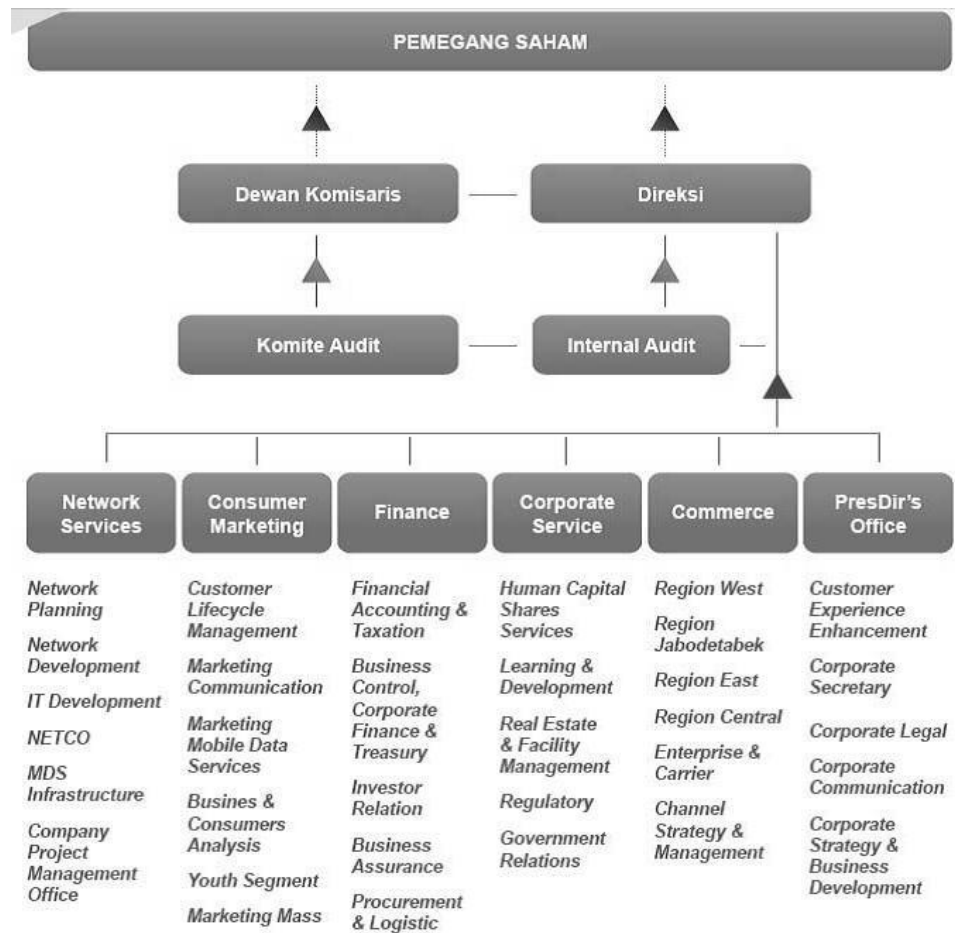 PEMEGANG SAHAM
Dewan Komisaris
Direksi
Komite Audit
Internal Audit
Network
Services
Consumer
Marketing
Finance
Corporate
Service
Commerce
PresDir's
Office
Network
Planning
Network
Development
IT Development
NETCO
MDS
Infrastructure
Company
Project
Management
Office
Customer
Lifecycle
Management
Marketing
Communication
Marketing
Mobile Data
Services
Busines &
Consumers
Analysis
Youth Segment
Marketing Mass
Financial
Accounting &
Taxation
Business
Control,
Corporate
Finance &
Treasury
Investor
Relation
Business
Assurance
Procurement
& Logistic
Human Capital
Shares
Services
Learning &
Development
Real Estate
& Facility
Management
Regulatory
Government
Relations
Region West
Region
Jabodetabek
Region East
Region Central
Enterprise &
Carrier
Channel
Strategy &
Management
Customer
Experience
Enhancement
Corporate
Secretary
Corporate Legal
Corporate
Communication
Corporate
Strategy &
Business
Development